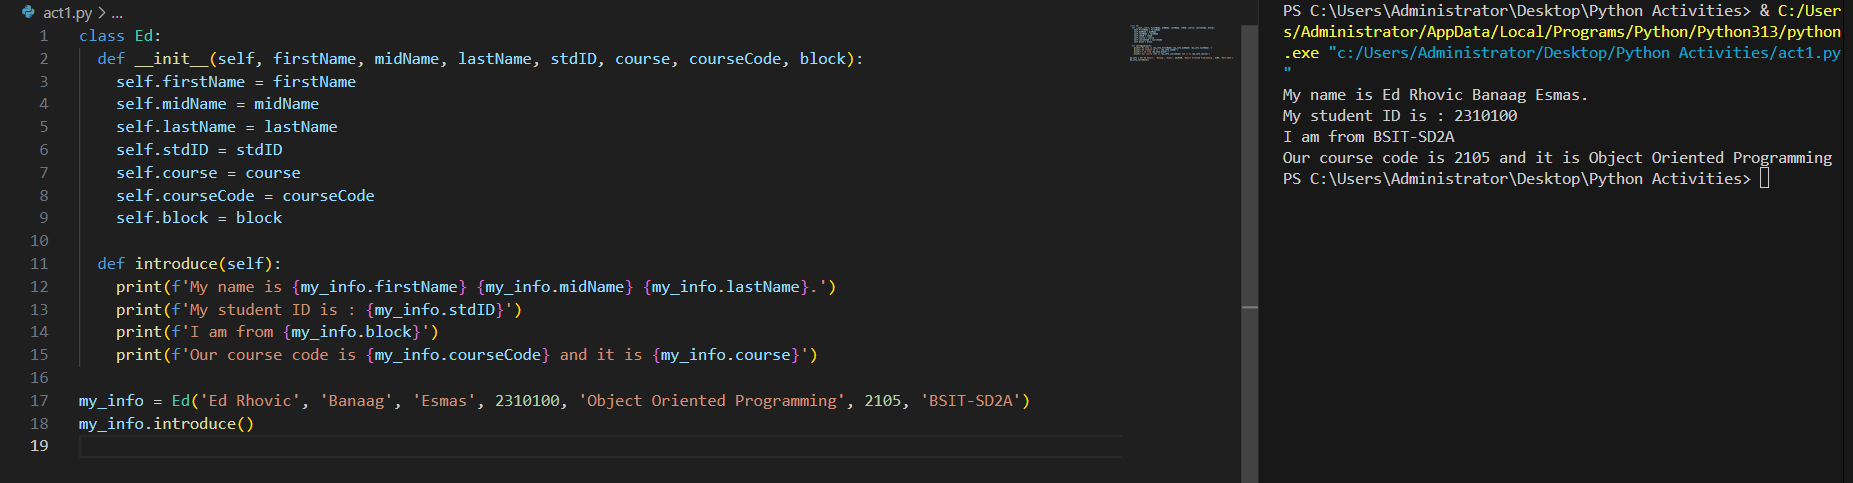 act1.py > ...
1 class Ed:
2   def __init__(self, firstName, midName, lastName, stdID, course, courseCode, block):
3     self.firstName = firstName
4     self.midName = midName
5     self.lastName = lastName
6     self.stdID = stdID
7     self.course = course
8     self.courseCode = courseCode
9     self.block = block
10
11   def introduce(self):
12     print(f'My name is {my_info.firstName} {my_info.midName} {my_info.lastName}.')
13     print(f'My student ID is : {my_info.stdID}')
14     print(f'I am from {my_info.block}')
15     print(f'Our course code is {my_info.courseCode} and it is {my_info.course}')
16
17 my_info = Ed('Ed Rhovic', 'Banaag', 'Esmas', 2310100, 'Object Oriented Programming', 2105, 'BSIT-SD2A')
18 my_info.introduce()
19
PS C:\Users\Administrator\Desktop\Python Activities> & C:/User
s/Administrator/AppData/Local/Programs/Python/Python313/python
.exe "c:/Users/Administrator/Desktop/Python Activities/act1.py
"
My name is Ed Rhovic Banaag Esmas.
My student ID is : 2310100
I am from BSIT-SD2A
Our course code is 2105 and it is Object Oriented Programming
PS C:\Users\Administrator\Desktop\Python Activities>